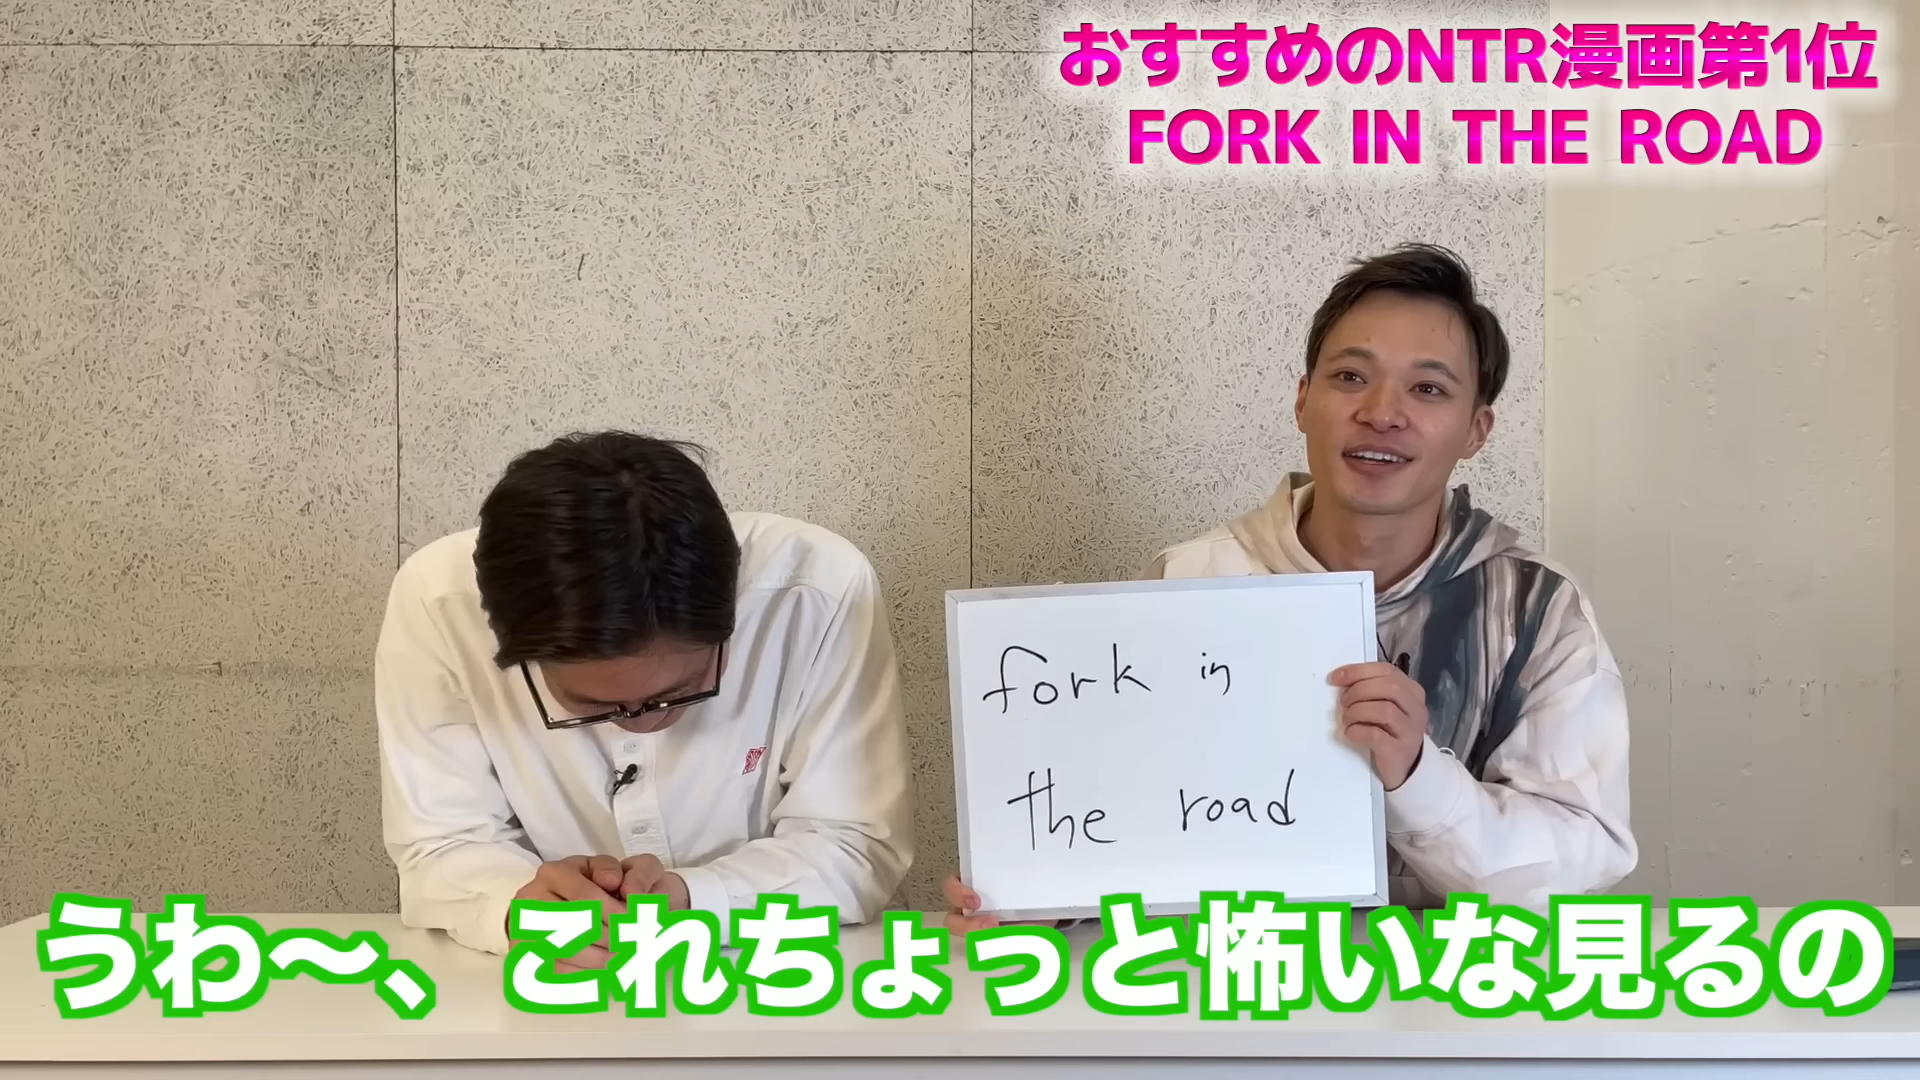 おすすめのNTR漫画第1位
FORK IN THE ROAD
fork in
the road
うわ〜、これちょっと怖いな見るの